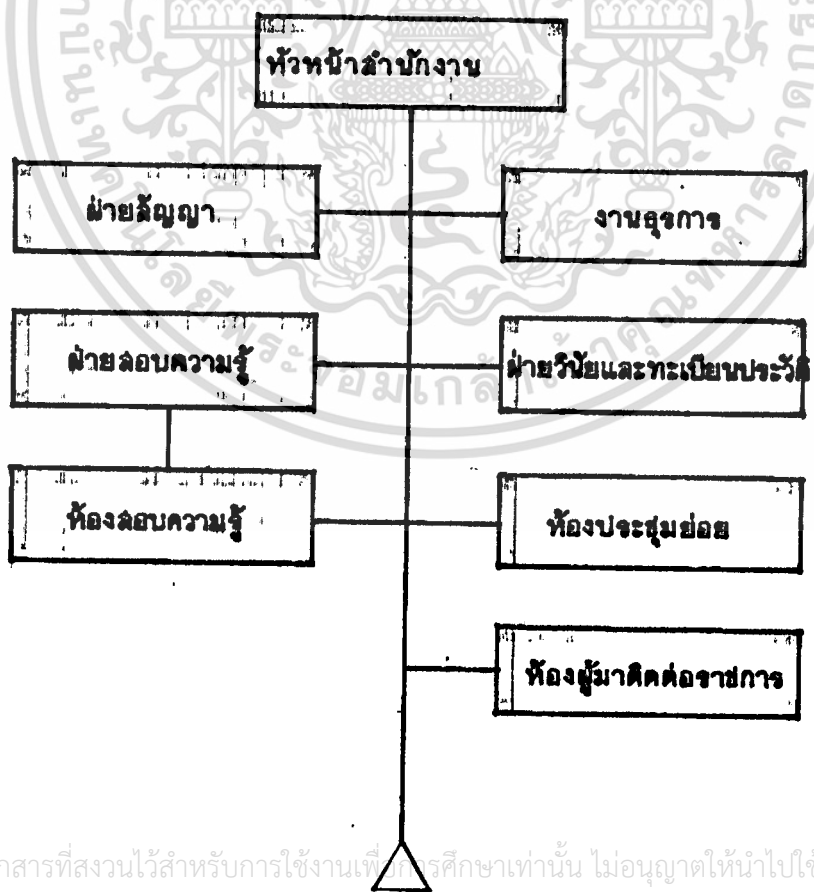 หัวหน้าสำนักงาน
ฝ่ายสัญญา
งานธุรการ
ฝ่ายสอบความรู้
ฝ่ายวินัยและทะเบียนประวัติ
ห้องสอบความรู้
ห้องประชุมย่อย
ห้องผู้มาติดต่อราชการ
กสารที่สงวนไว้สำหรับการใช้งานเพื่อการศึกษาเท่านั้น ไม่อนุญาตให้นำไปใช้